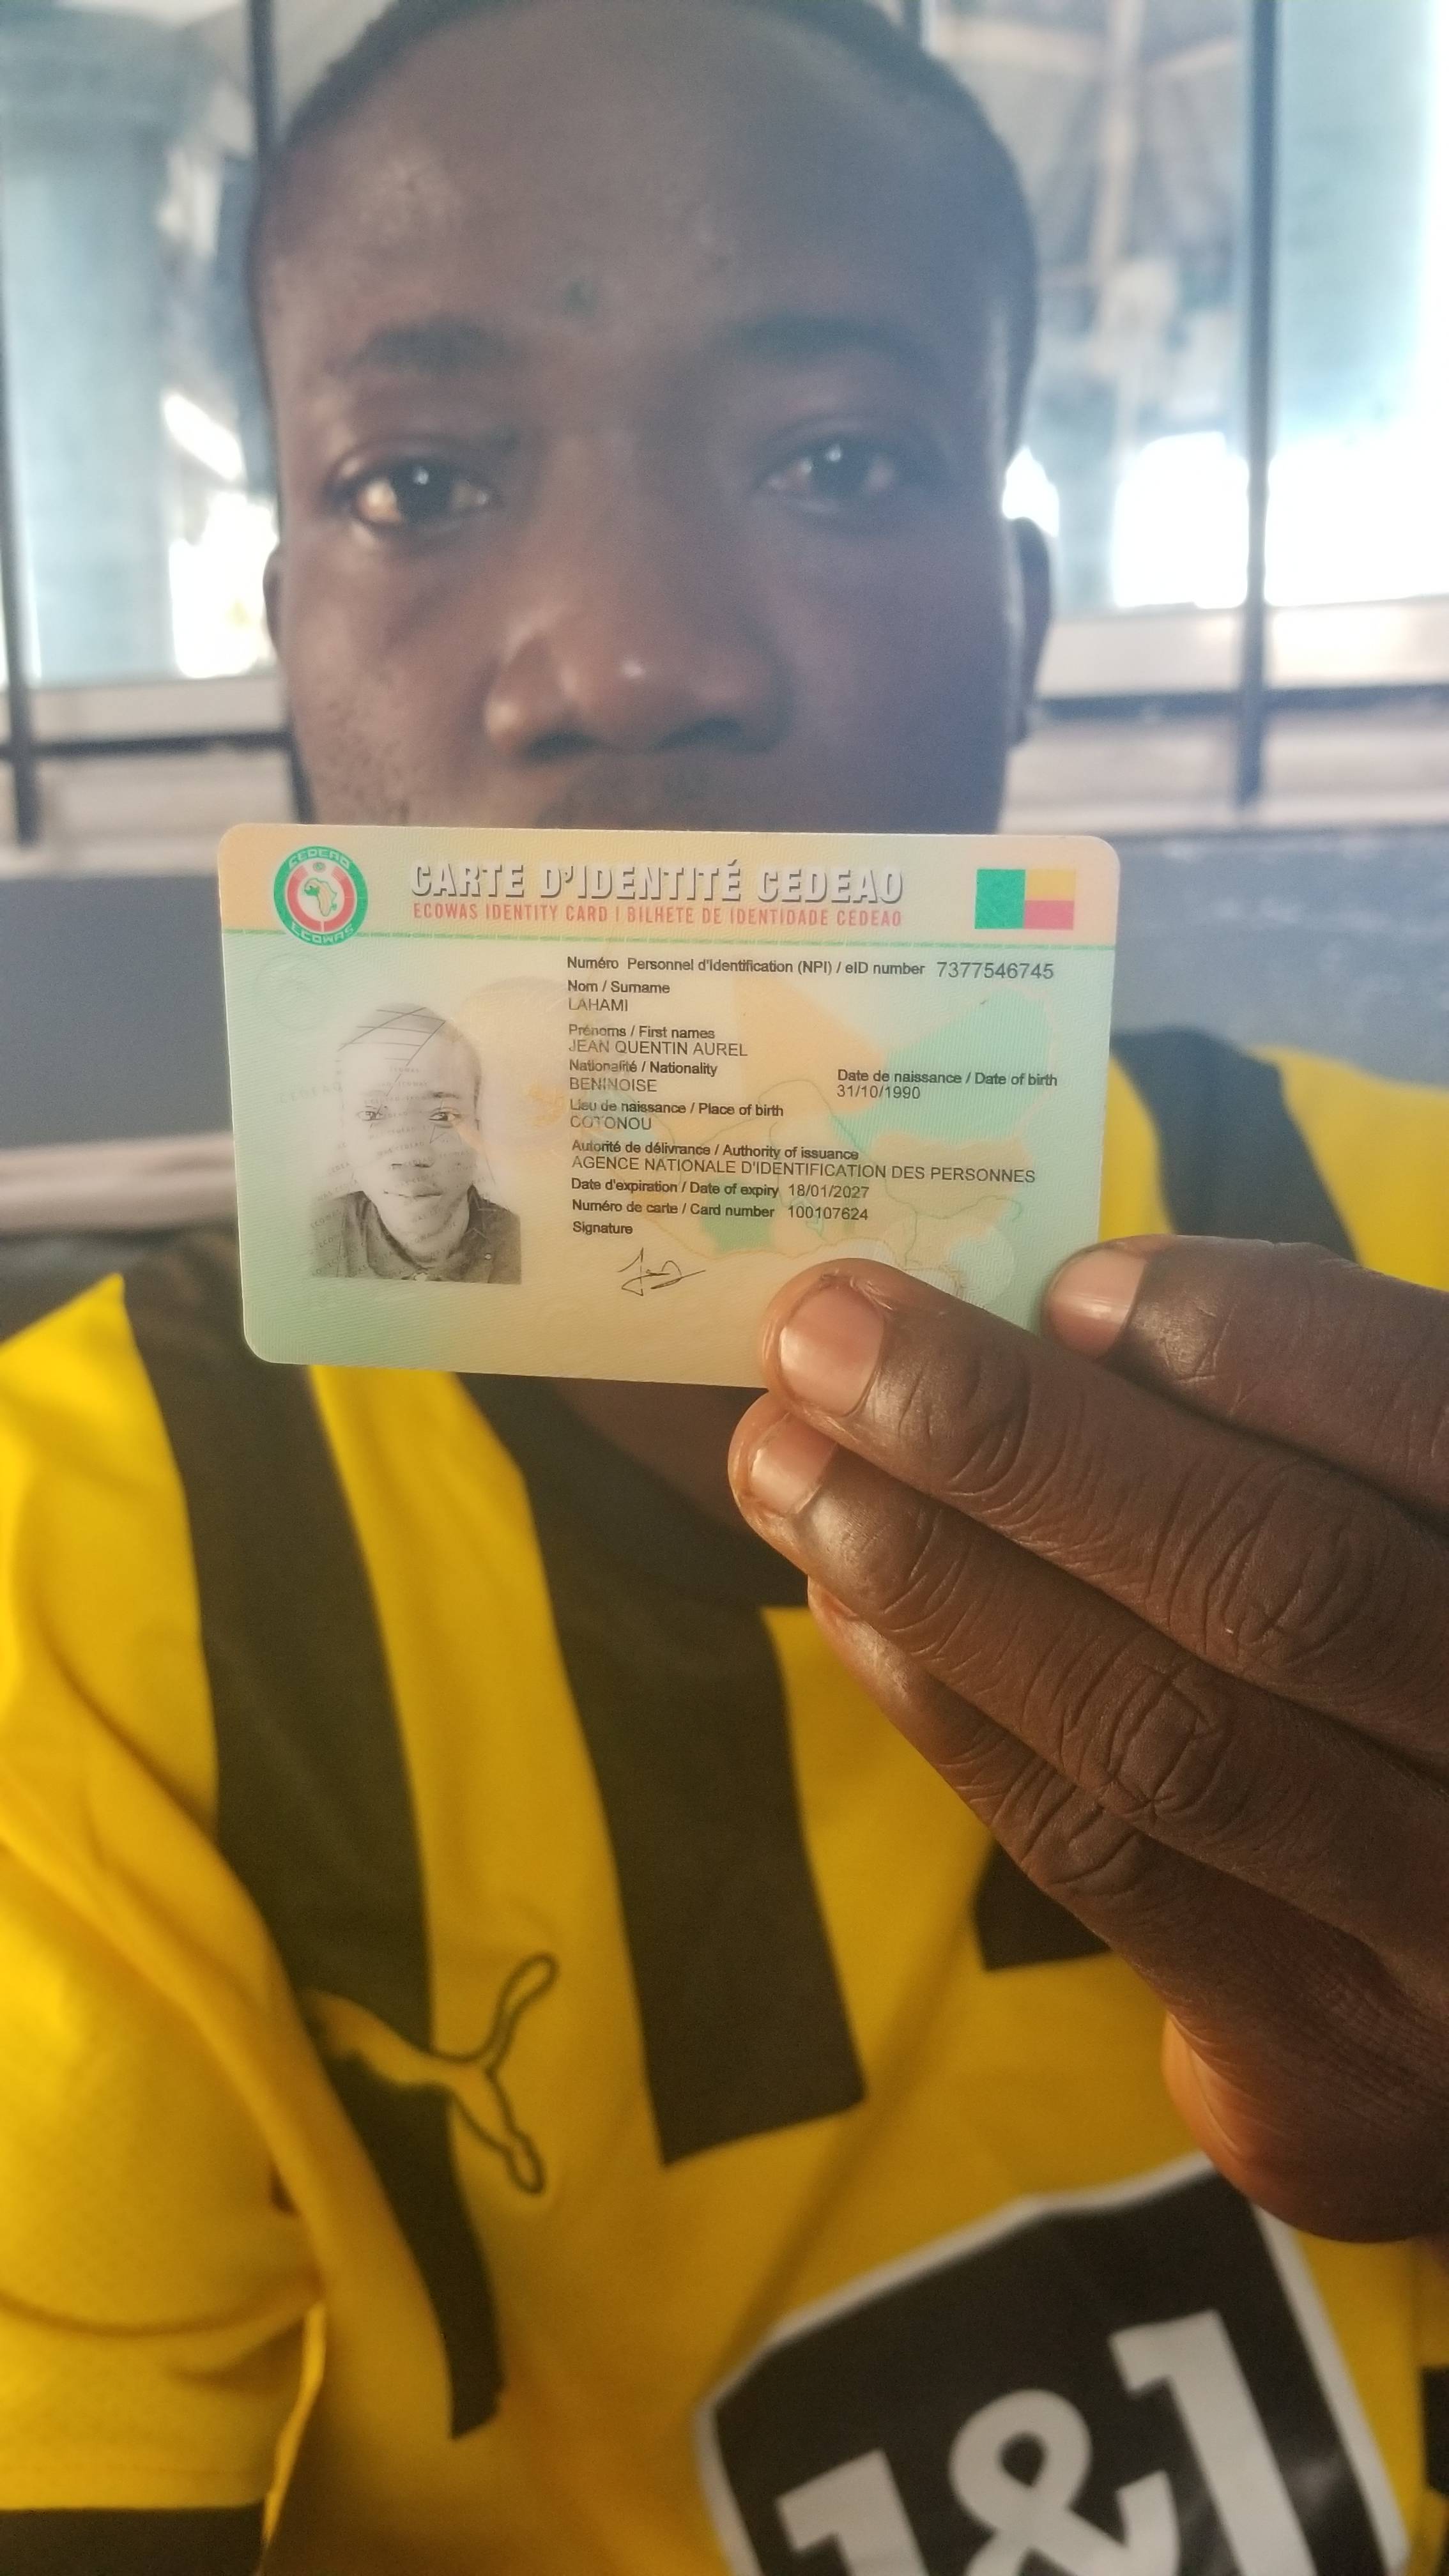 CEDEAO
ECOWAS
CARTE D'IDENTITÉ CEDEAO
ECOWAS IDENTITY CARD | BILHETE DE IDENTIDADE CEDEAO
Numéro Personnel d'Identification (NPI) / eID number 7377546745
Nom / Surname
LAHAMI
Prénoms / First names
JEAN QUENTIN AUREL
Nationalité / Nationality
BENINOISE
Date de naissance / Date of birth
31/10/1990
Lieu de naissance / Place of birth
COTONOU
Autorité de délivrance / Authority of issuance
AGENCE NATIONALE D'IDENTIFICATION DES PERSONNES
Date d'expiration / Date of expiry 18/01/2027
Numéro de carte / Card number 100107624
Signature
1&1